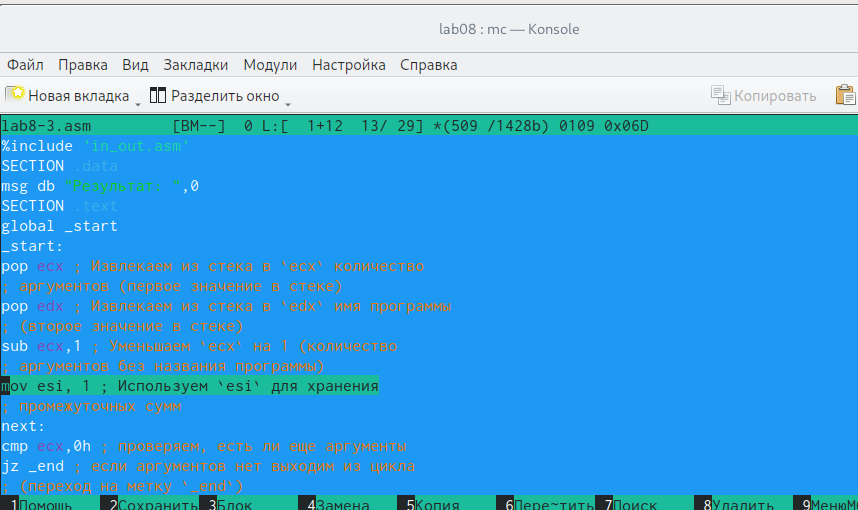 lab08 : mc — Konsole
Файл Правка Вид Закладки Модули Настройка Справка
Новая вкладка Разделить окно Копировать
lab8-3.asm [BM--] 0 L:[ 1+12 13/ 29] *(509 /1428b) 0109 0x06D
%include 'in_out.asm'
SECTION .data
msg db "Результат: ",0
SECTION .text
global _start
_start:
pop ecx ; Извлекаем из стека в `ecx` количество
; аргументов (первое значение в стеке)
pop edx ; Извлекаем из стека в `edx` имя программы
; (второе значение в стеке)
sub ecx,1 ; Уменьшаем `ecx` на 1 (количество
; аргументов без названия программы)
mov esi, 1 ; Используем `esi` для хранения
; промежуточных сумм
next:
cmp ecx,0h ; проверяем, есть ли еще аргументы
jz _end ; если аргументов нет выходим из цикла
; (переход на метку `_end`)
1Помощь 2Сохранить 3Блок 4Замена 5Копия 6Пере~тить 7Поиск 8Удалить